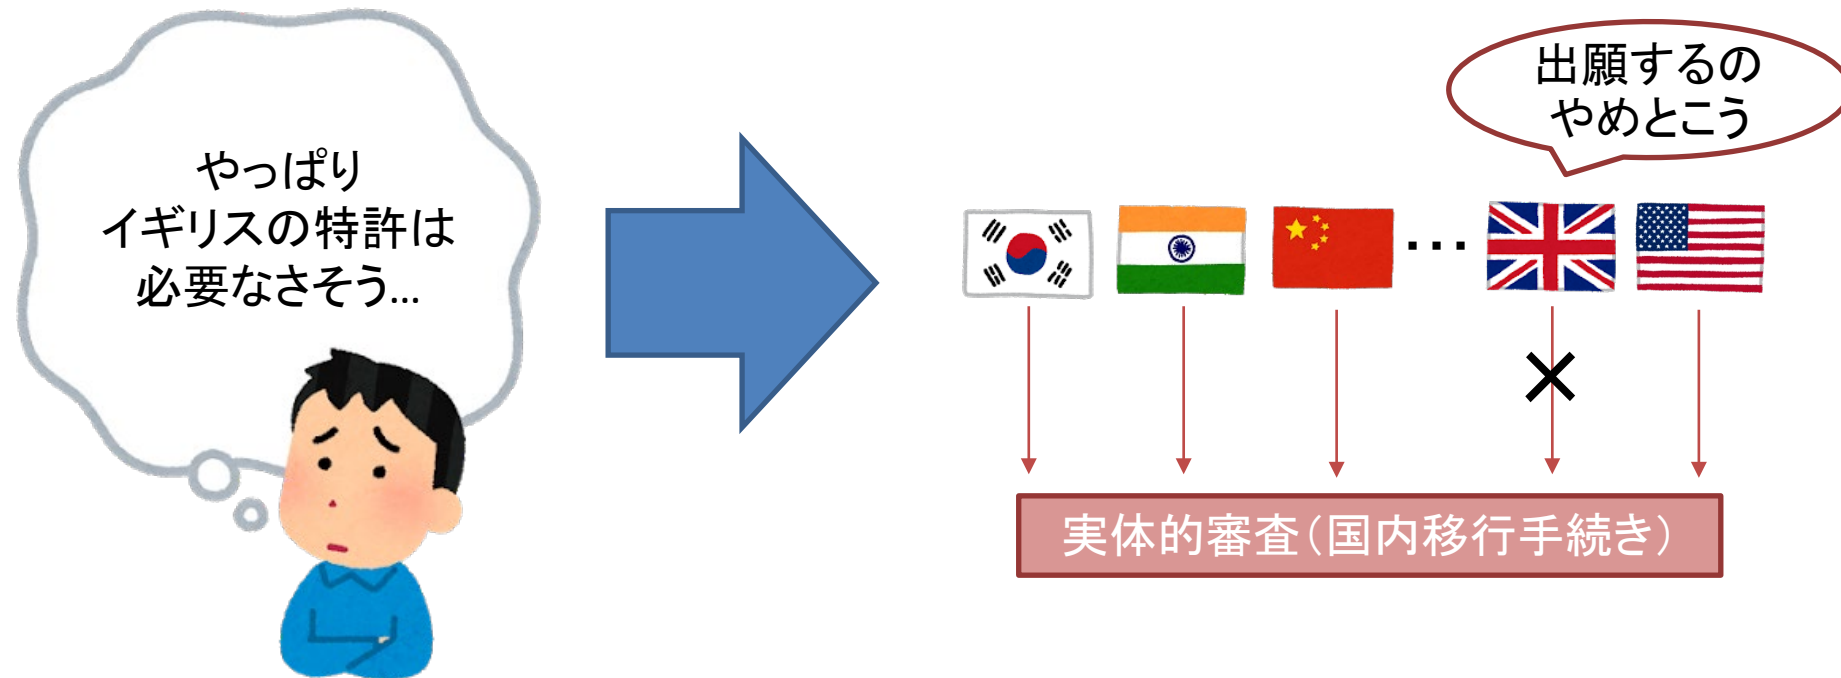 やっぱり
イギリスの特許は
必要なさそう…
出願するの
やめとこう
…
実体的審査（国内移行手続き）